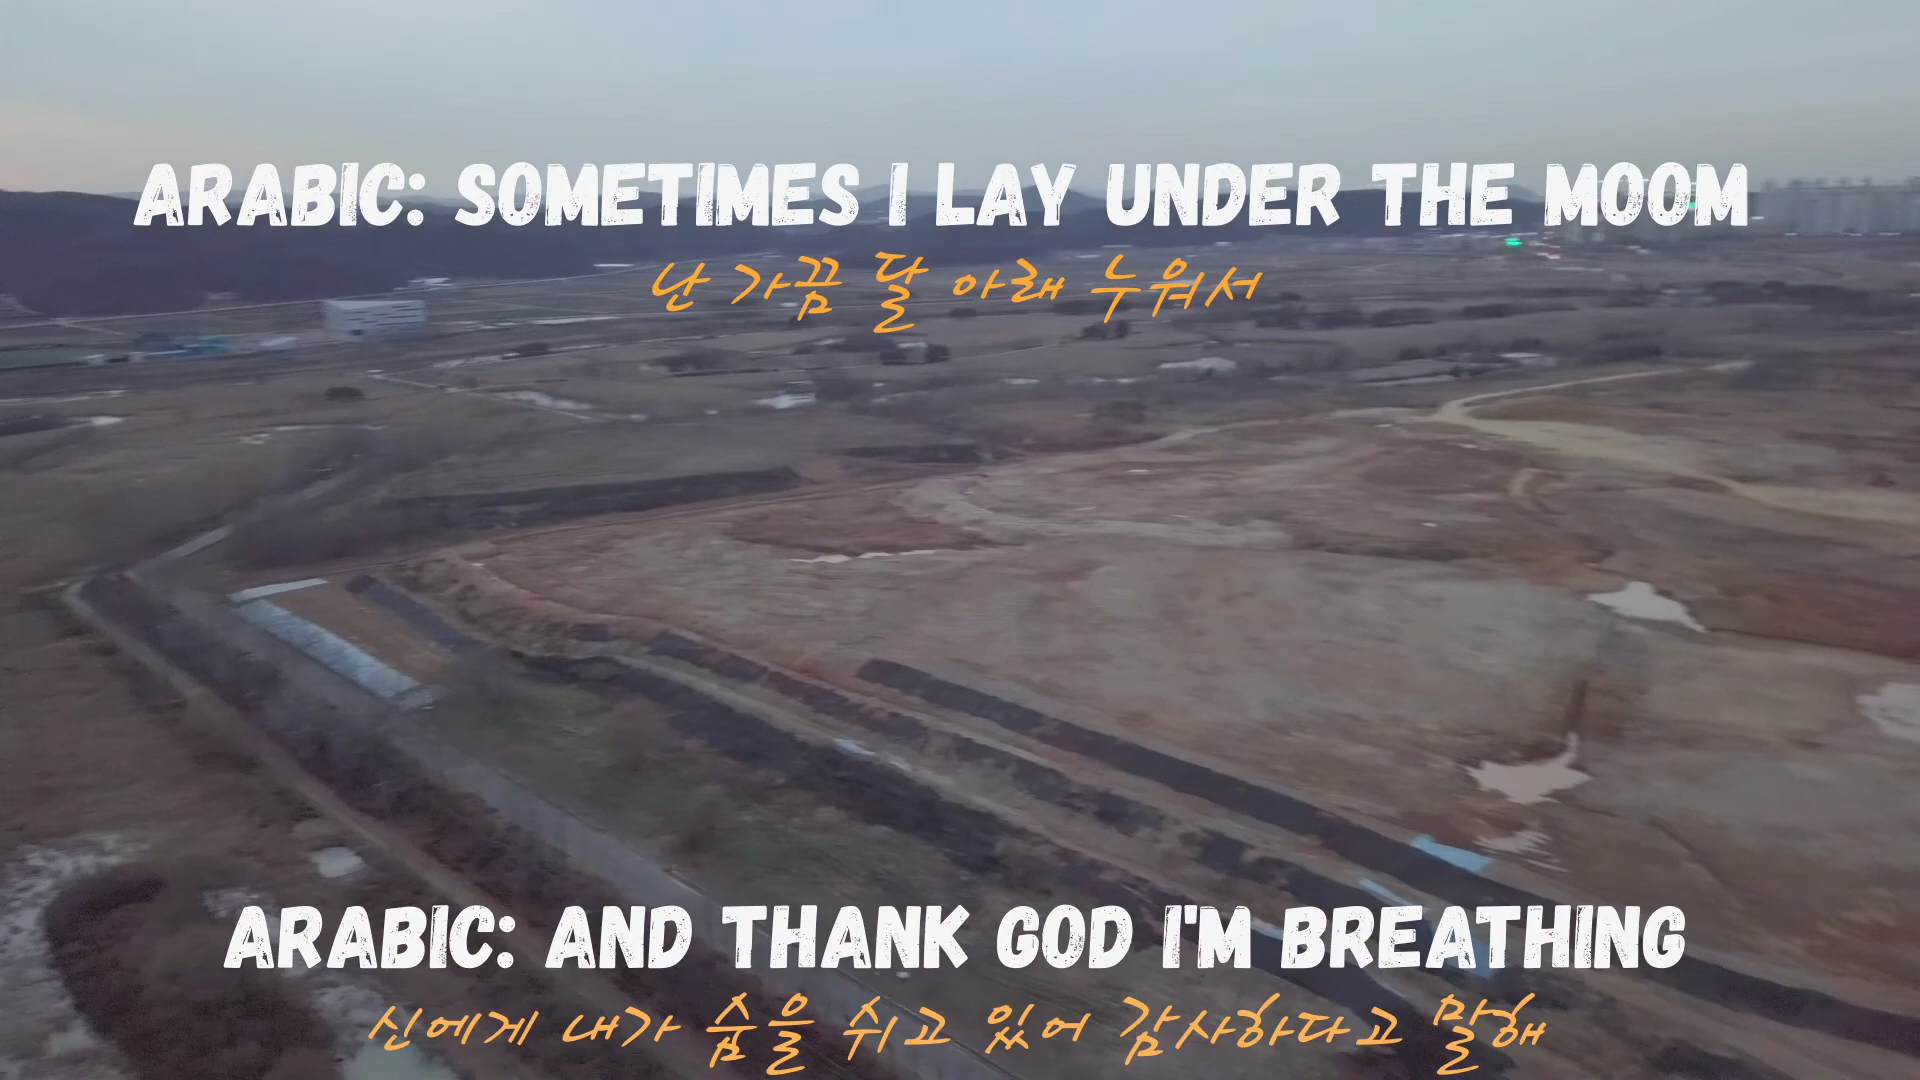 ARABIC: SOMETIMES I LAY UNDER THE MOOM
난 가끔 달 아래 누워서
ARABIC: AND THANK GOD I'M BREATHING
신에게 내가 숨을 쉬고 있어 감사하다고 말해